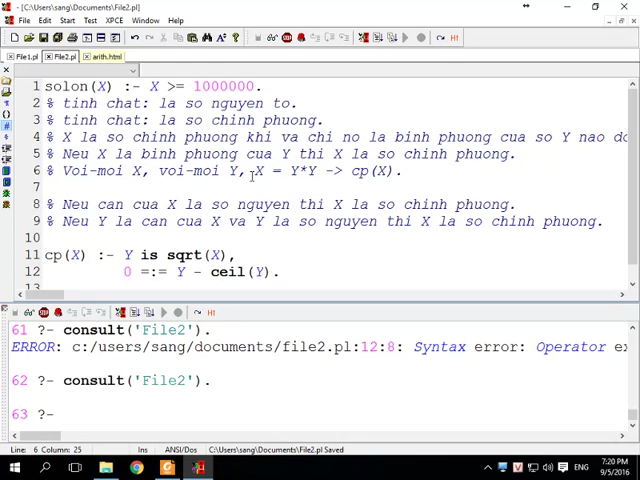 [C:\Users\sang\Documents\File2.pl]
File Edit Start Test XPCE Window Help
File1.pl File2.pl arith.html
1 solon(X) :- X >= 1000000.
2 % tinh chat: la so nguyen to.
3 % tinh chat: la so chinh phuong.
4 % X la so chinh phuong khi va chi no la binh phuong cua so Y nao do
5 % Neu X la binh phuong cua Y thi X la so chinh phuong.
6 % Voi-moi X, voi-moi Y, X = Y*Y -> cp(X).
7
8 % Neu can cua X la so nguyen thi X la so chinh phuong.
9 % Neu Y la can cua X va Y la so nguyen thi X la so chinh phuong.
10
11 cp(X) :- Y is sqrt(X),
12 0 =:= Y - ceil(Y).
13
61 ?- consult('File2').
ERROR: c:/users/sang/documents/file2.pl:12:8: Syntax error: Operator ex
62 ?- consult('File2').
63 ?-
Line: 6 Column: 25 Ins ANSI/Dos C:\Users\sang\Documents\File2.pl Saved
ENG 7:20 PM
9/5/2016